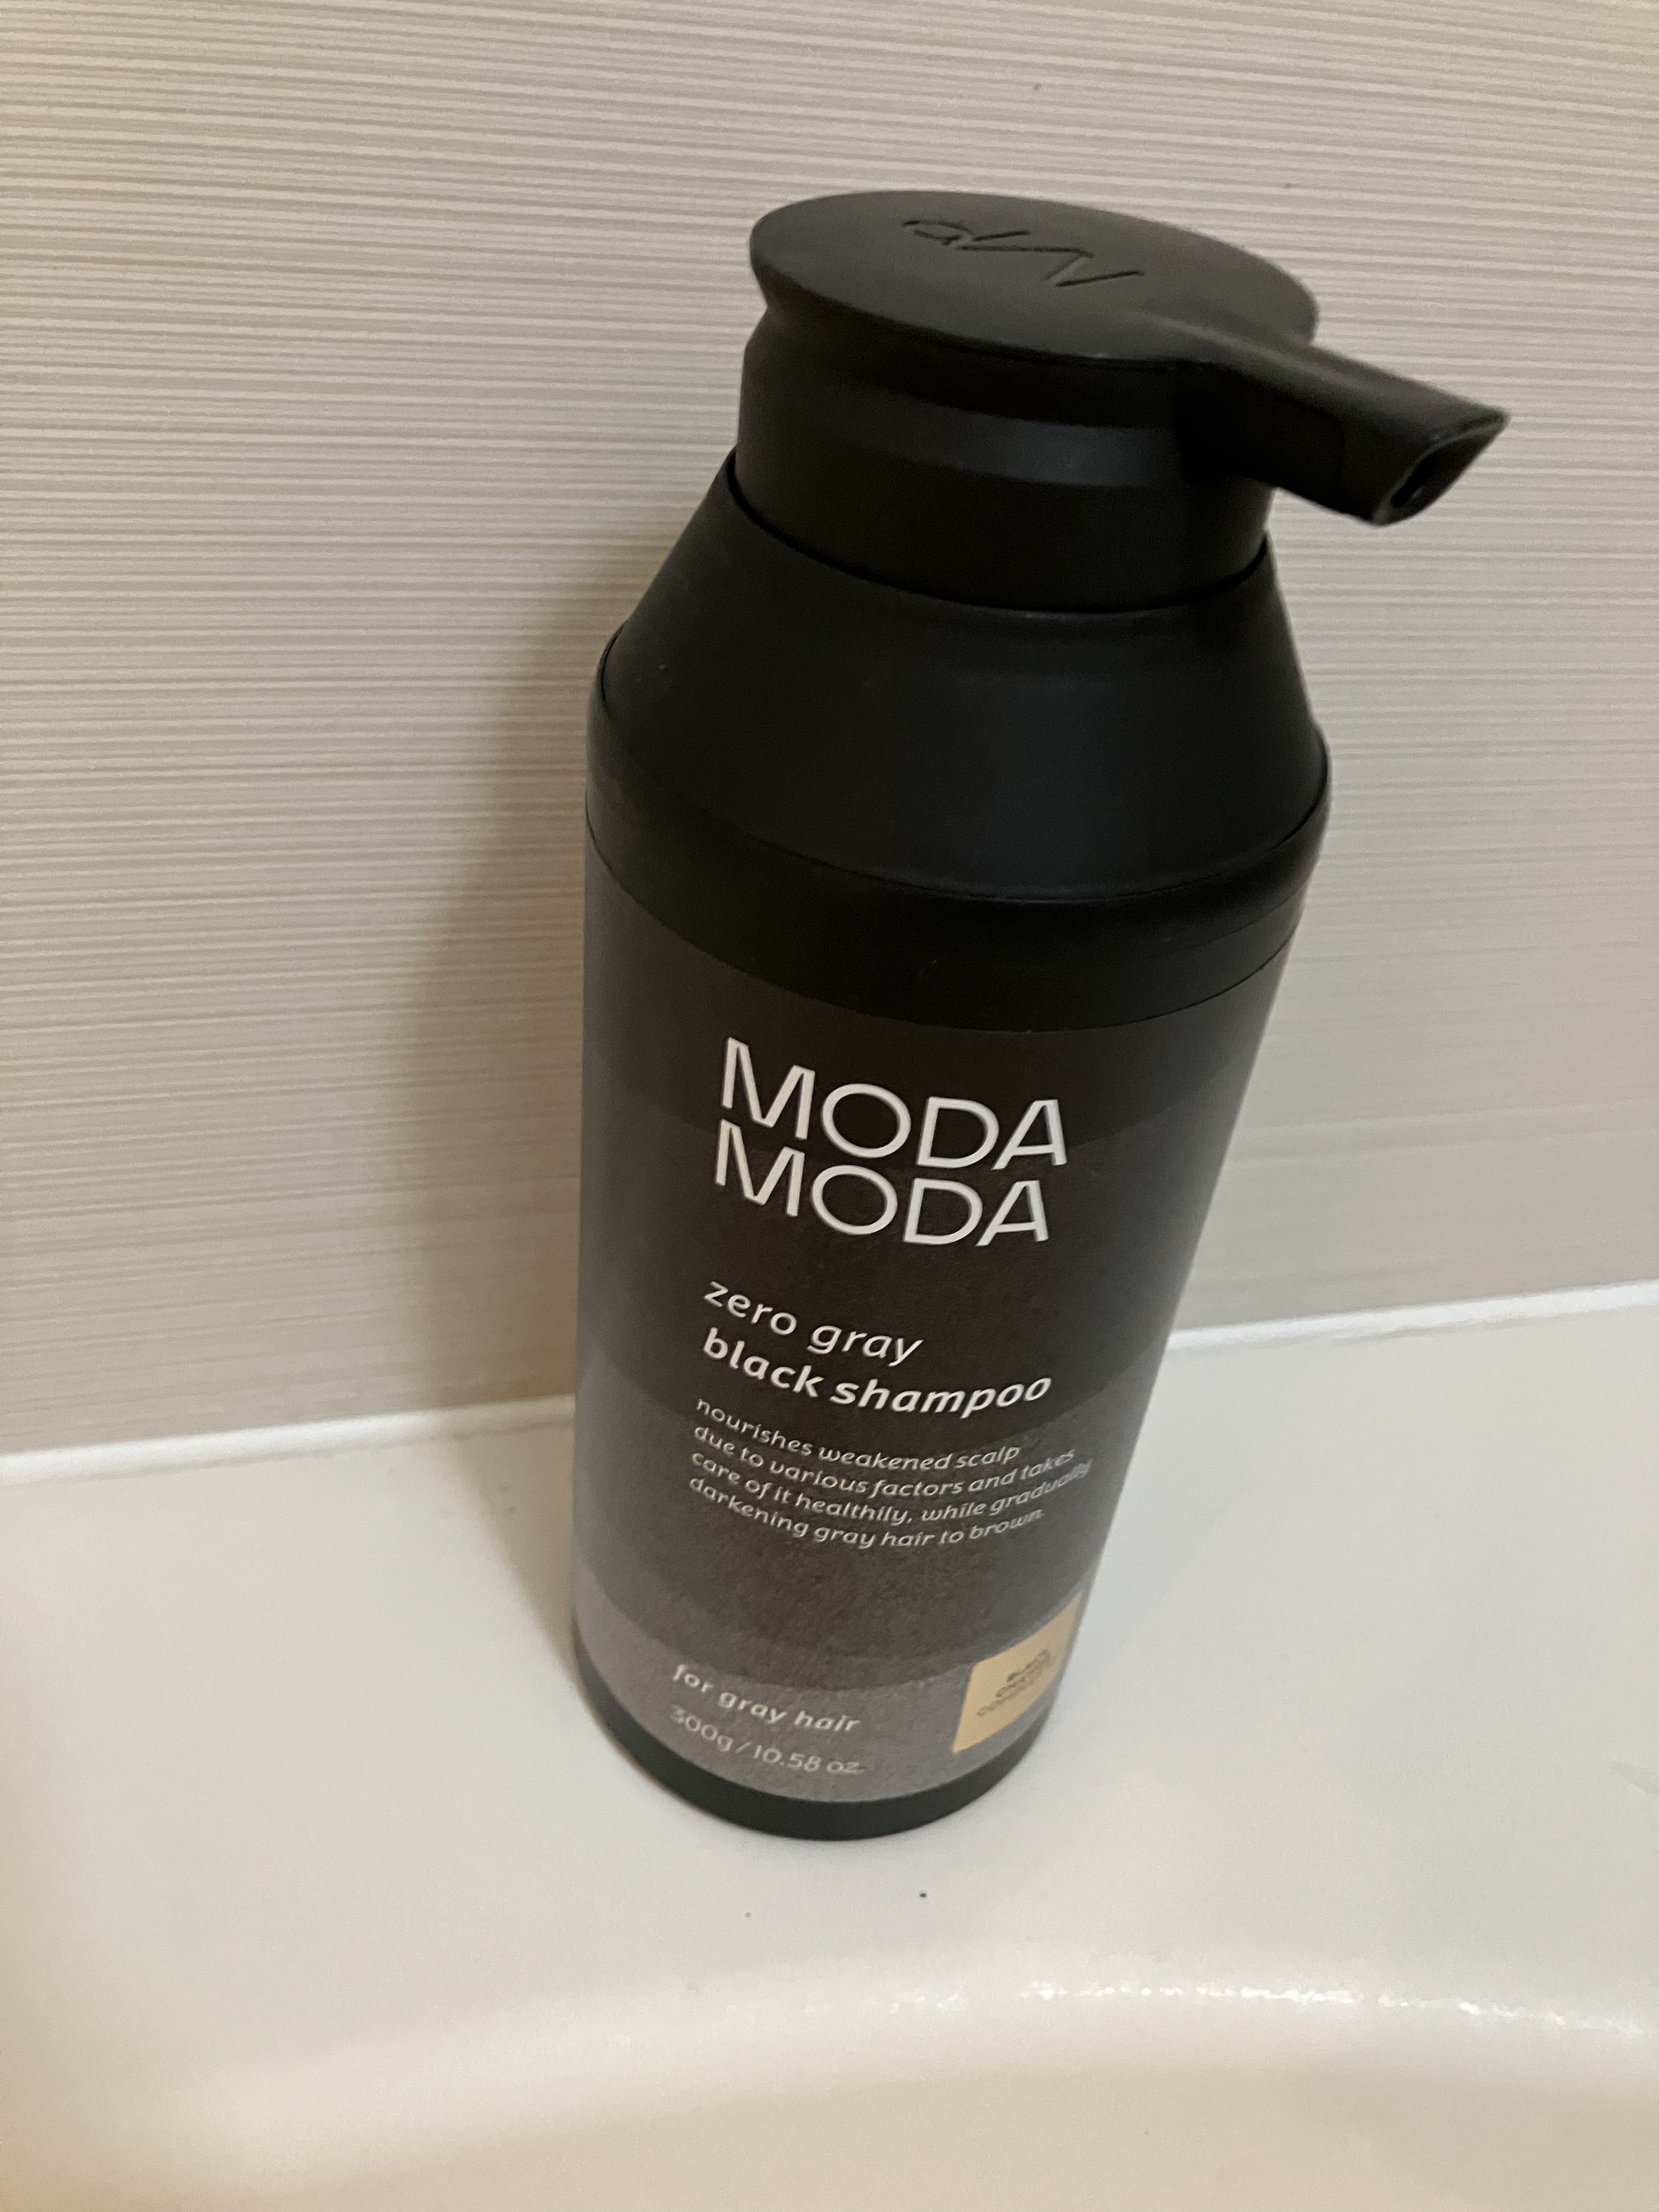 MODA
MODA
zero gray
black shampoo
nourishes weakened scalp
due to various factors and takes
care of it healthily, while gradually
darkening gray hair to brown
for gray hair
300g / 10.58 oz